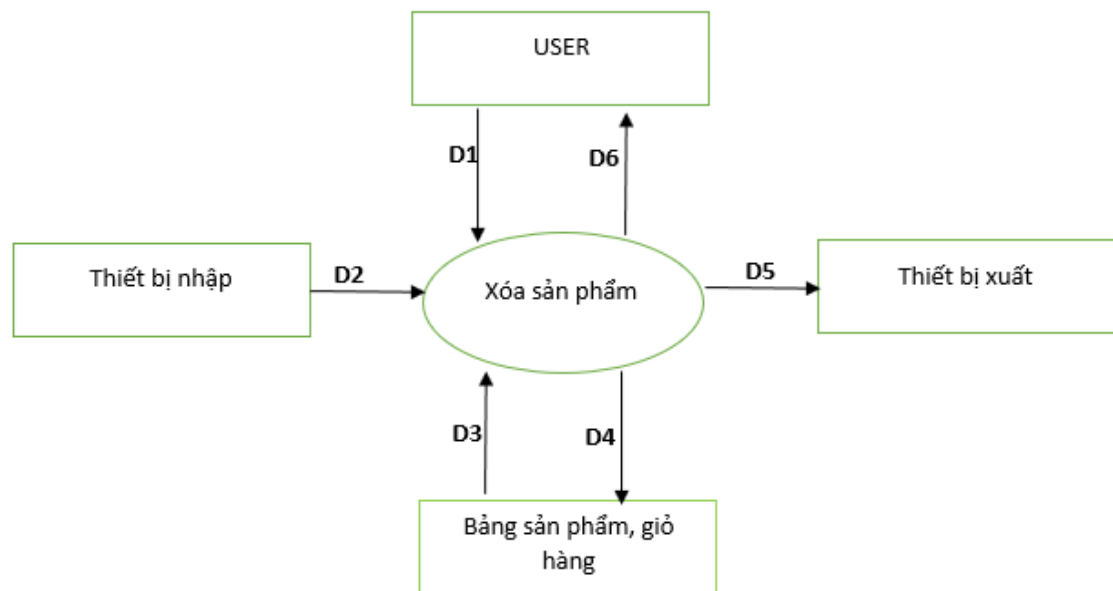 USER
D1
D6
Thiết bị nhập
D2
Xóa sản phẩm
D5
Thiết bị xuất
D3
D4
Bảng sản phẩm, giỏ
hàng